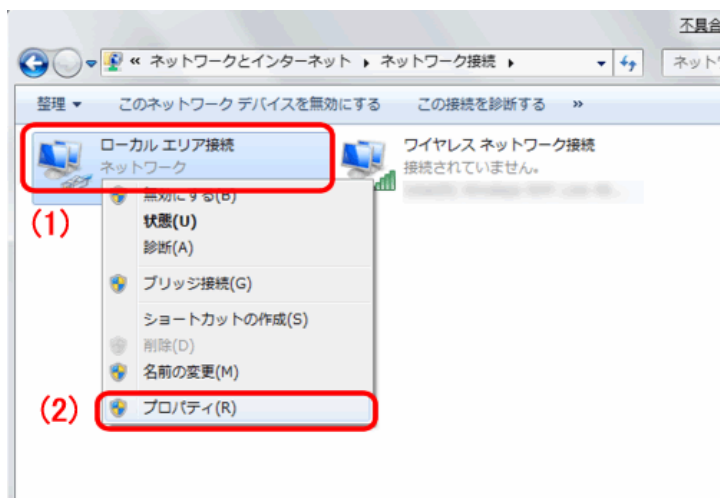 不具合
« ネットワークとインターネット ▸ ネットワーク接続 ▸
整理 ▼ このネットワーク デバイスを無効にする この接続を診断する »
ローカル エリア接続
ネットワーク
ワイヤレス ネットワーク接続
接続されていません。
(1)
無効にする(B)
状態(U)
診断(A)
ブリッジ接続(G)
ショートカットの作成(S)
削除(D)
名前の変更(M)
(2)
プロパティ(R)